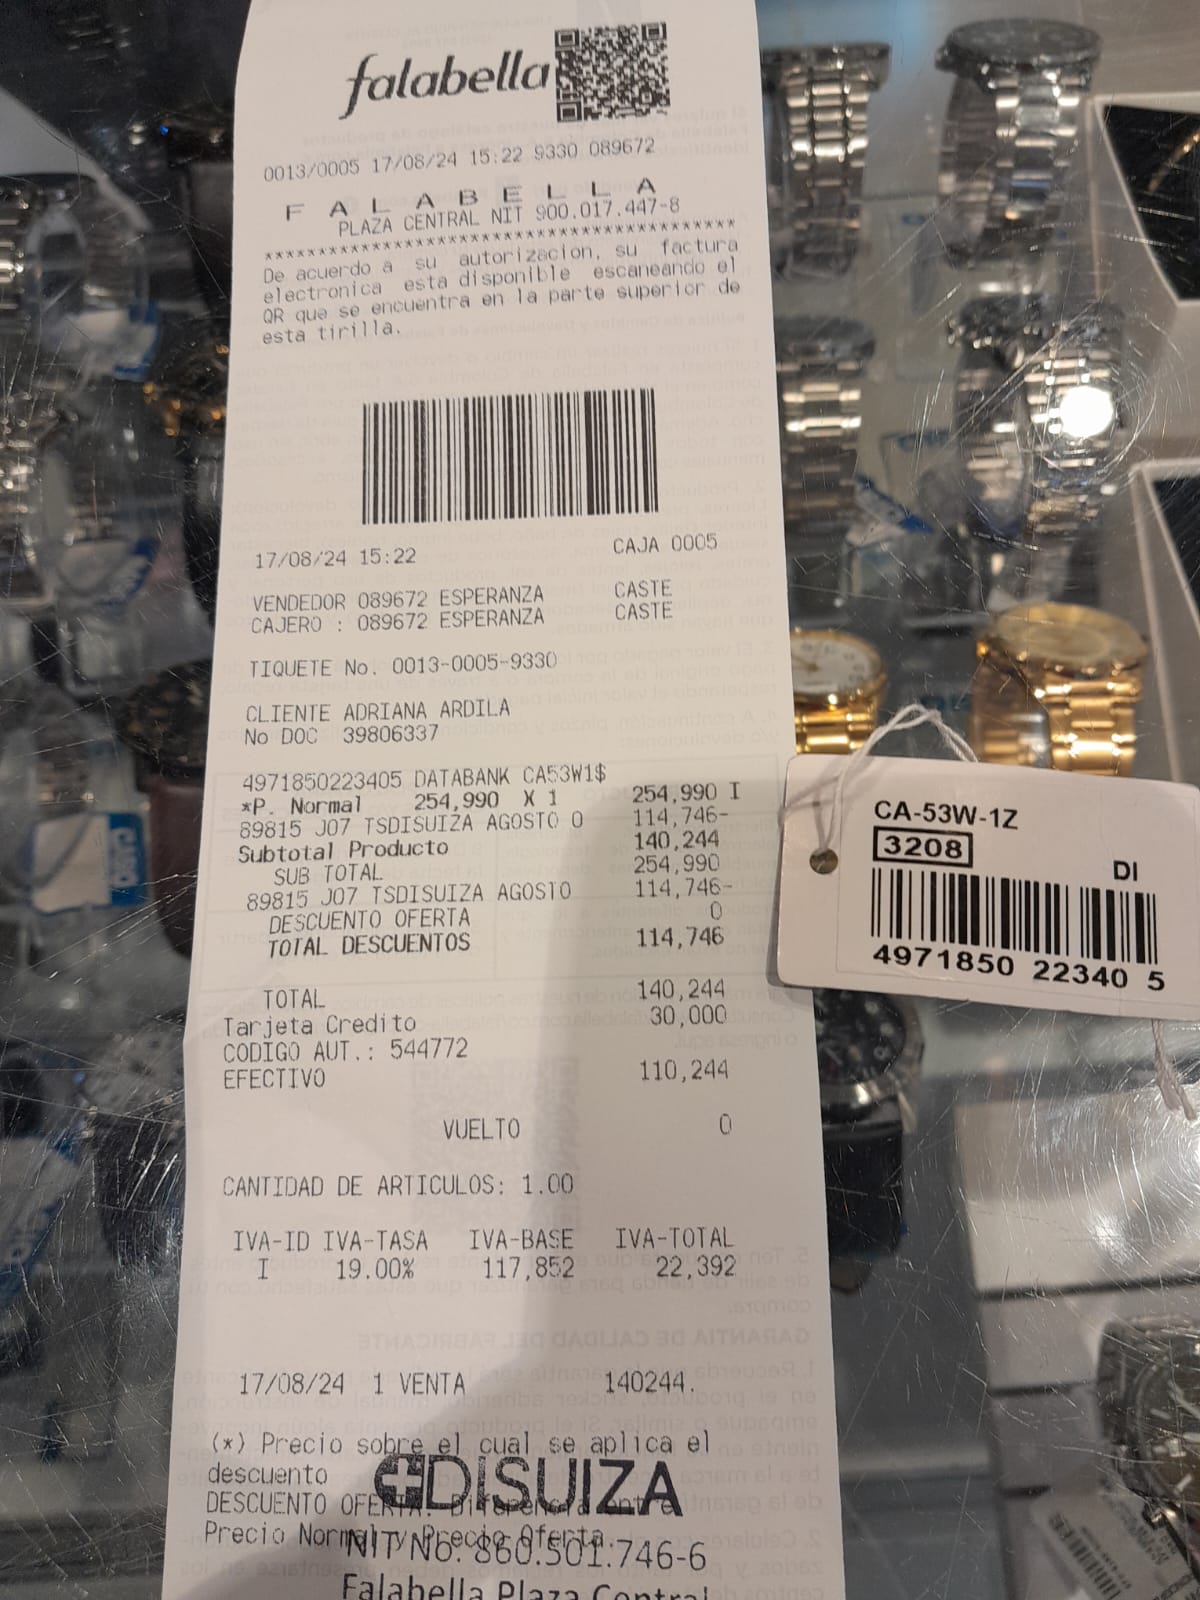 falabella
0013/0005 17/08/24 15:22 9330 089672
F A L A B E L L A
PLAZA CENTRAL NIT 900.017.447-8
****************************************
De acuerdo a su autorizacion, su factura
electronica esta disponible escaneando el
QR que se encuentra en la parte superior de
esta tirilla.
17/08/24 15:22 CAJA 0005
VENDEDOR 089672 ESPERANZA CASTE
CAJERO : 089672 ESPERANZA CASTE
TIQUETE No. 0013-0005-9330
CLIENTE ADRIANA ARDILA
No DOC 39806337
4971850223405 DATABANK CA53W1$
*P. Normal 254,990 X 1 254,990 I
89815 J07 TSDISUIZA AGOSTO 0 114,746-
Subtotal Producto 140,244
SUB TOTAL 254,990
89815 J07 TSDISUIZA AGOSTO 114,746-
DESCUENTO OFERTA 0
TOTAL DESCUENTOS 114,746
TOTAL 140,244
Tarjeta Credito 30,000
CODIGO AUT.: 544772
EFECTIVO 110,244
VUELTO 0
CANTIDAD DE ARTICULOS: 1.00
IVA-ID IVA-TASA IVA-BASE IVA-TOTAL
I 19.00% 117,852 22,392
17/08/24 1 VENTA 140244.
(*) Precio sobre el cual se aplica el
descuento
DISUIZA
DESCUENTO OFERTA: Diferencia entre
Precio Normal y Precio Oferta.
NIT No. 860.501.746-6
Falabella Plaza Central
CA-53W-1Z
3208
DI
4971850 22340 5
CASIO